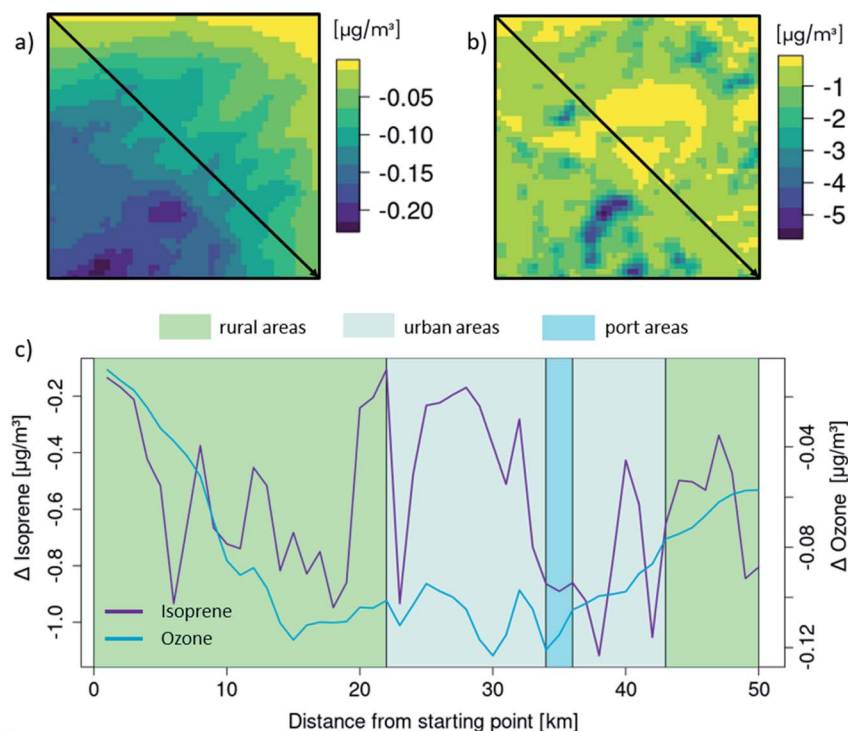 a)
[µg/m³]
-0.05
-0.10
-0.15
-0.20
b)
[µg/m³]
-1
-2
-3
-4
-5
rural areas
urban areas
port areas
c)
Δ Isoprene [µg/m³]
-0.2
-0.4
-0.6
-0.8
-1.0
Isoprene
Ozone
-0.04
-0.08
-0.12
Δ Ozone [µg/m³]
0 10 20 30 40 50
Distance from starting point [km]